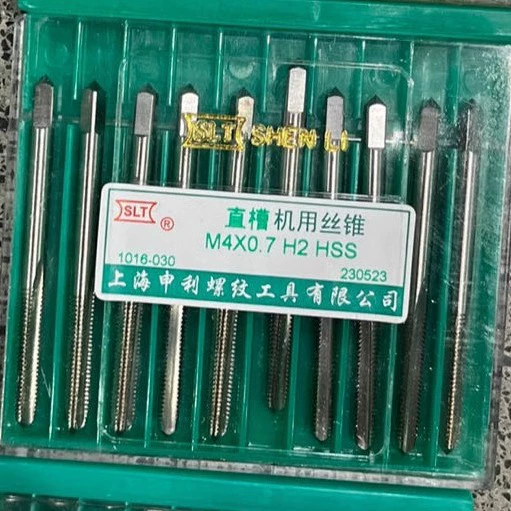 SLT SHEN LI
SLT ®
直槽 机用丝锥
M4X0.7 H2 HSS
1016-030 230523
上海申利螺纹工具有限公司